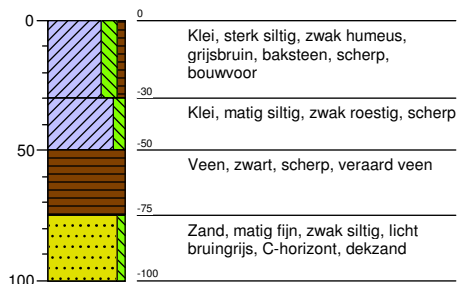 0
0
Klei, sterk siltig, zwak humeus,
grijsbruin, baksteen, scherp,
bouwvoor
-30
Klei, matig siltig, zwak roestig, scherp
50
-50
Veen, zwart, scherp, veraard veen
-75
Zand, matig fijn, zwak siltig, licht
bruingrijs, C-horizont, dekzand
100
-100